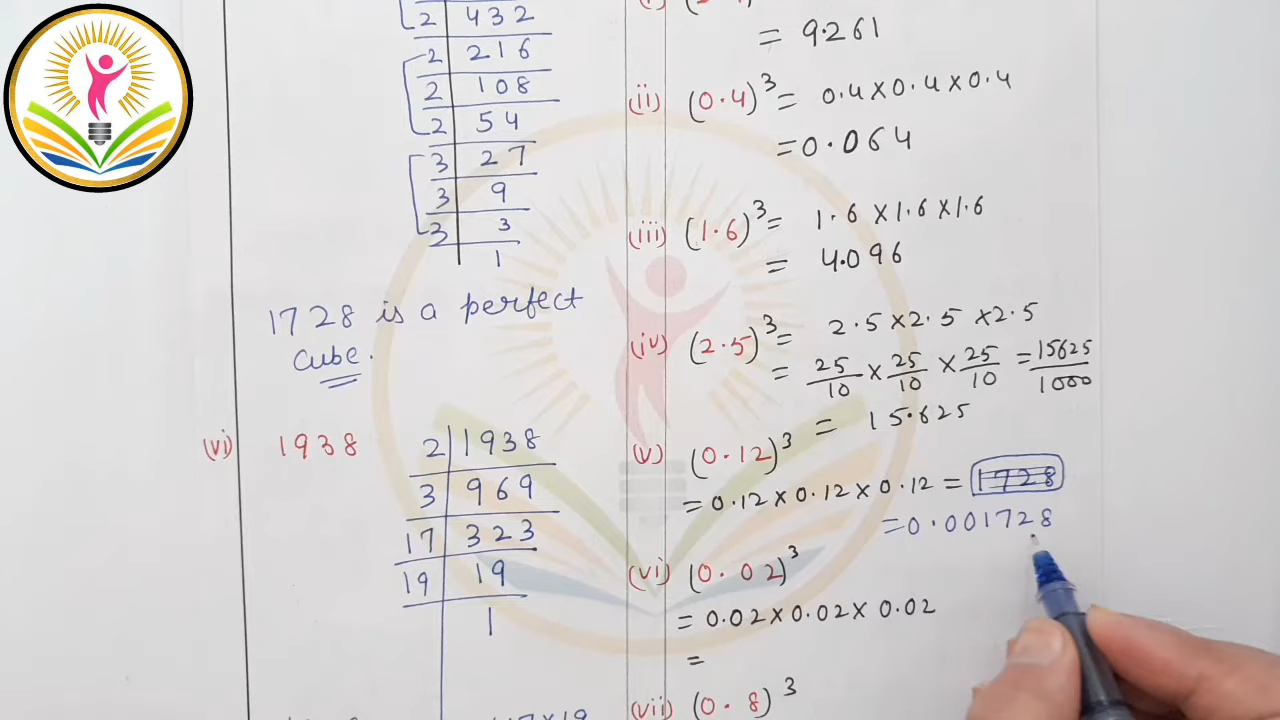 2 | 432
2 | 216
2 | 108
2 | 54
3 | 27
3 | 9
3 | 3
1
1728 is a perfect
cube.
(vi) 1938
2 | 1938
3 | 969
17 | 323
19 | 19
1
= 9.261
(ii) (0.4)³ = 0.4 × 0.4 × 0.4
= 0.064
(iii) (1.6)³ = 1.6 × 1.6 × 1.6
= 4.096
(iv) (2.5)³ = 2.5 × 2.5 × 2.5
= 25/10 × 25/10 × 25/10 = 15625/1000
= 15.625
(v) (0.12)³
= 0.12 × 0.12 × 0.12 = 1728
= 0.001728
(vi) (0.02)³
= 0.02 × 0.02 × 0.02
=
(vii) (0.8)³